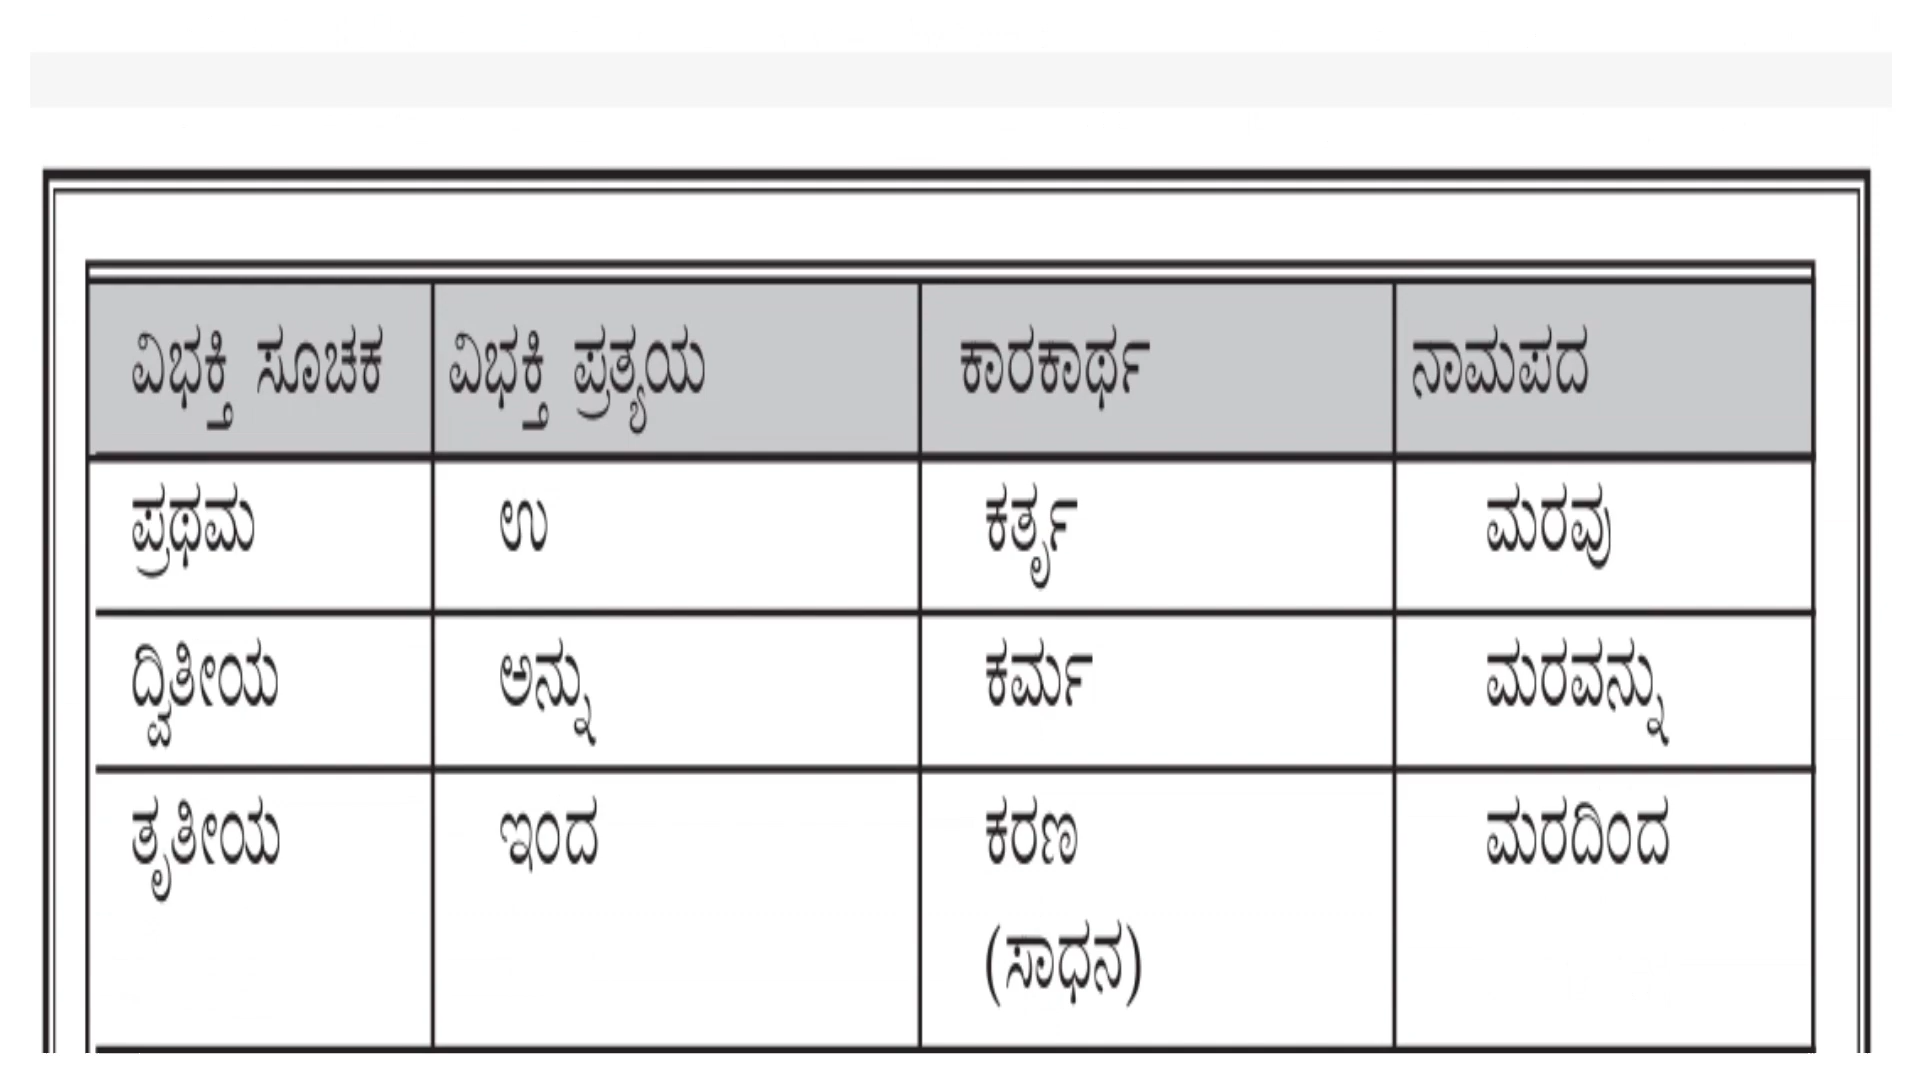 ವಿಭಕ್ತಿ ಸೂಚಕ ವಿಭಕ್ತಿ ಪ್ರತ್ಯಯ ಕಾರಕಾರ್ಥ ನಾಮಪದ
ಪ್ರಥಮ ಉ ಕರ್ತೃ ಮರವು
ದ್ವಿತೀಯ ಅನ್ನು ಕರ್ಮ ಮರವನ್ನು
ತೃತೀಯ ಇಂದ ಕರಣ ಮರದಿಂದ
(ಸಾಧನ)